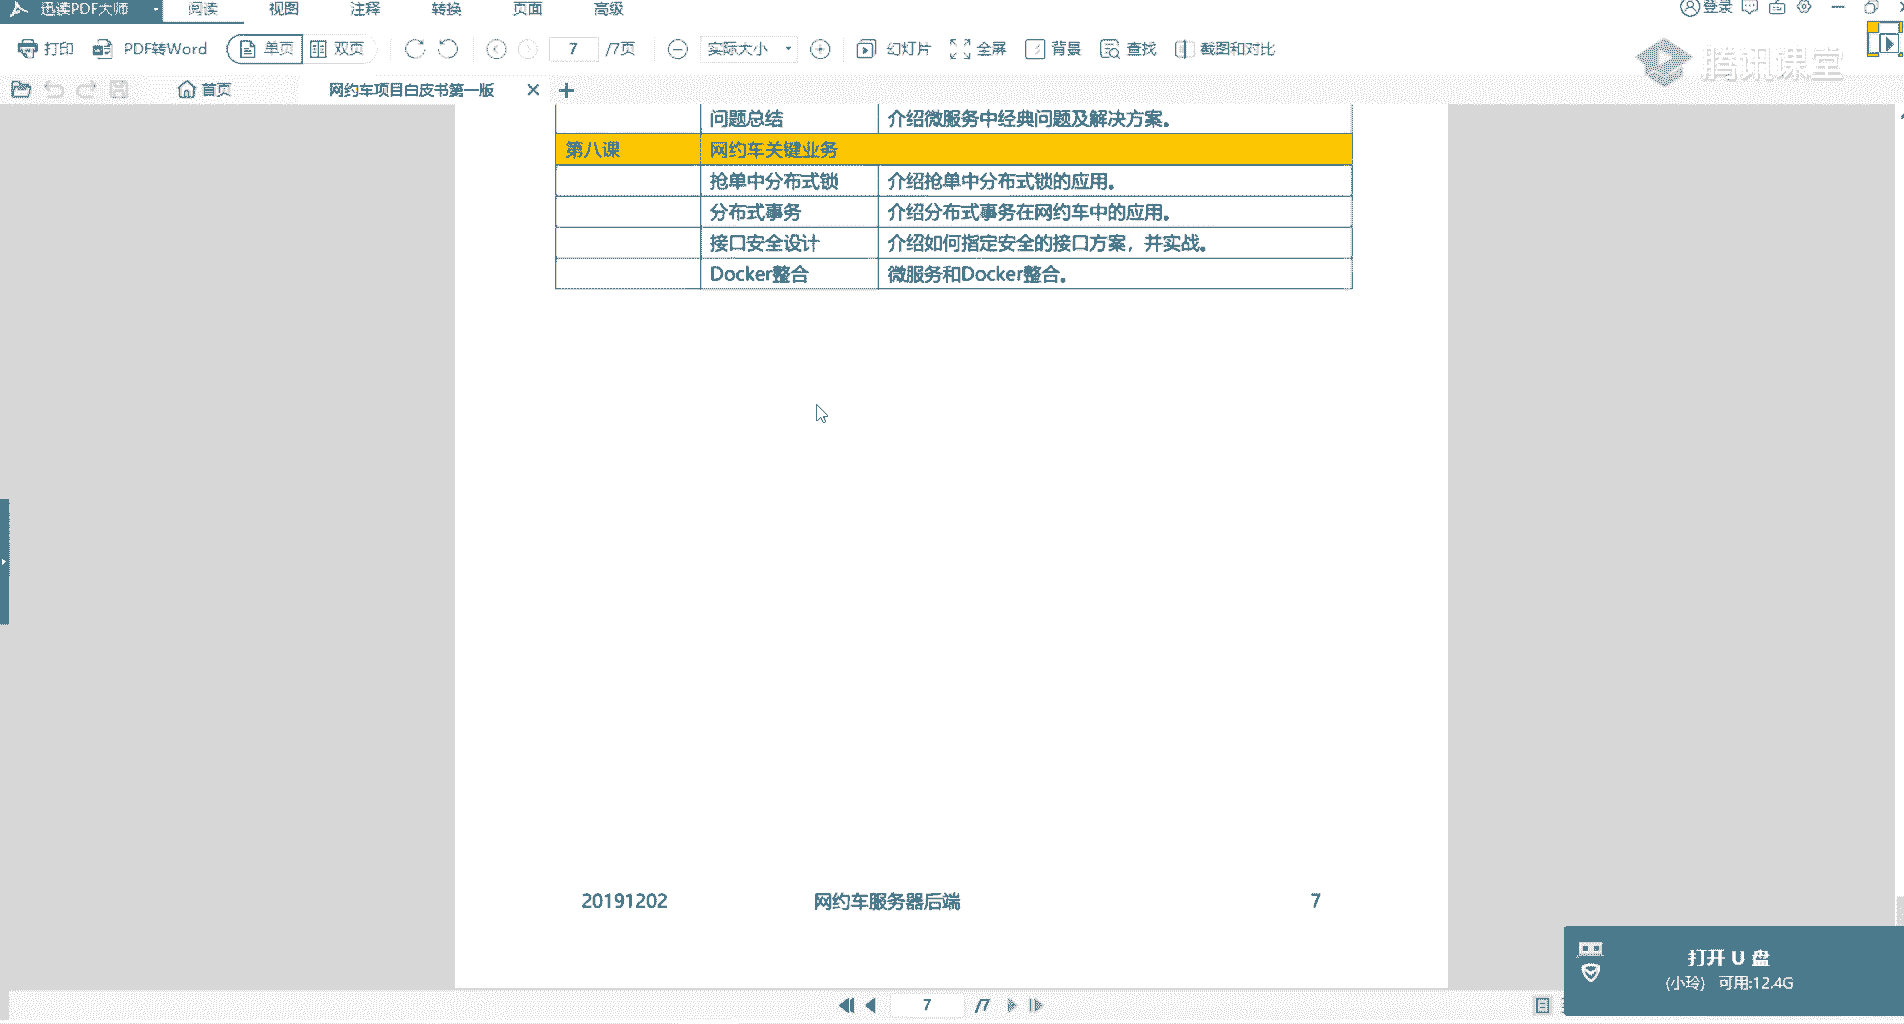 迅读PDF大师 阅读 视图 注释 转换 页面 高级 登录
打印 PDF转Word 单页 双页 7 /7页 实际大小 幻灯片 全屏 背景 查找 截图和对比
腾讯课堂
首页 网约车项目白皮书第一版
问题总结 介绍微服务中经典问题及解决方案。
第八课 网约车关键业务
抢单中分布式锁 介绍抢单中分布式锁的应用。
分布式事务 介绍分布式事务在网约车中的应用。
接口安全设计 介绍如何指定安全的接口方案，并实战。
Docker整合 微服务和Docker整合。
20191202 网约车服务器后端 7
打开 U 盘
(小玲) 可用:12.4G
7 /7